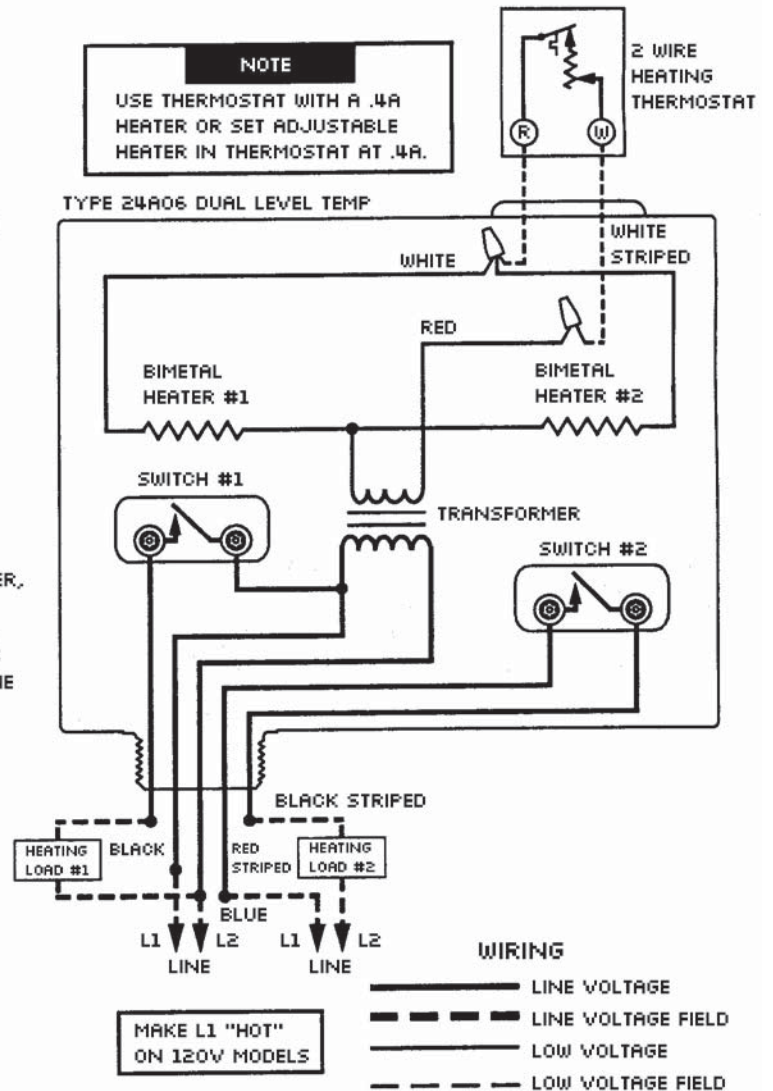 NOTE
USE THERMOSTAT WITH A .4A
HEATER OR SET ADJUSTABLE
HEATER IN THERMOSTAT AT .4A.
2 WIRE
HEATING
THERMOSTAT
R
W
TYPE 24A06 DUAL LEVEL TEMP
WHITE
WHITE
STRIPED
RED
BIMETAL
HEATER #1
BIMETAL
HEATER #2
SWITCH #1
TRANSFORMER
SWITCH #2
ER,
NE
BLACK STRIPED
HEATING
LOAD #1
BLACK
RED
STRIPED
HEATING
LOAD #2
BLUE
L1
L2
L1
L2
LINE
LINE
MAKE L1 "HOT"
ON 120V MODELS
WIRING
LINE VOLTAGE
LINE VOLTAGE FIELD
LOW VOLTAGE
LOW VOLTAGE FIELD